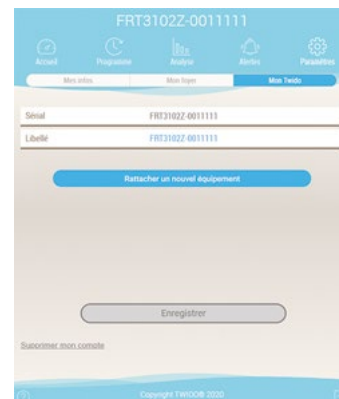 FRT3102Z-0011111
Accueil Programme Analyse Alertes Paramètres
Mes infos Mon foyer Mon Twido
Sérial FRT3102Z-0011111
Libellé FRT3102Z-0011111
Rattacher un nouvel équipement
Enregistrer
Supprimer mon compte
Copyright TWIDO® 2020